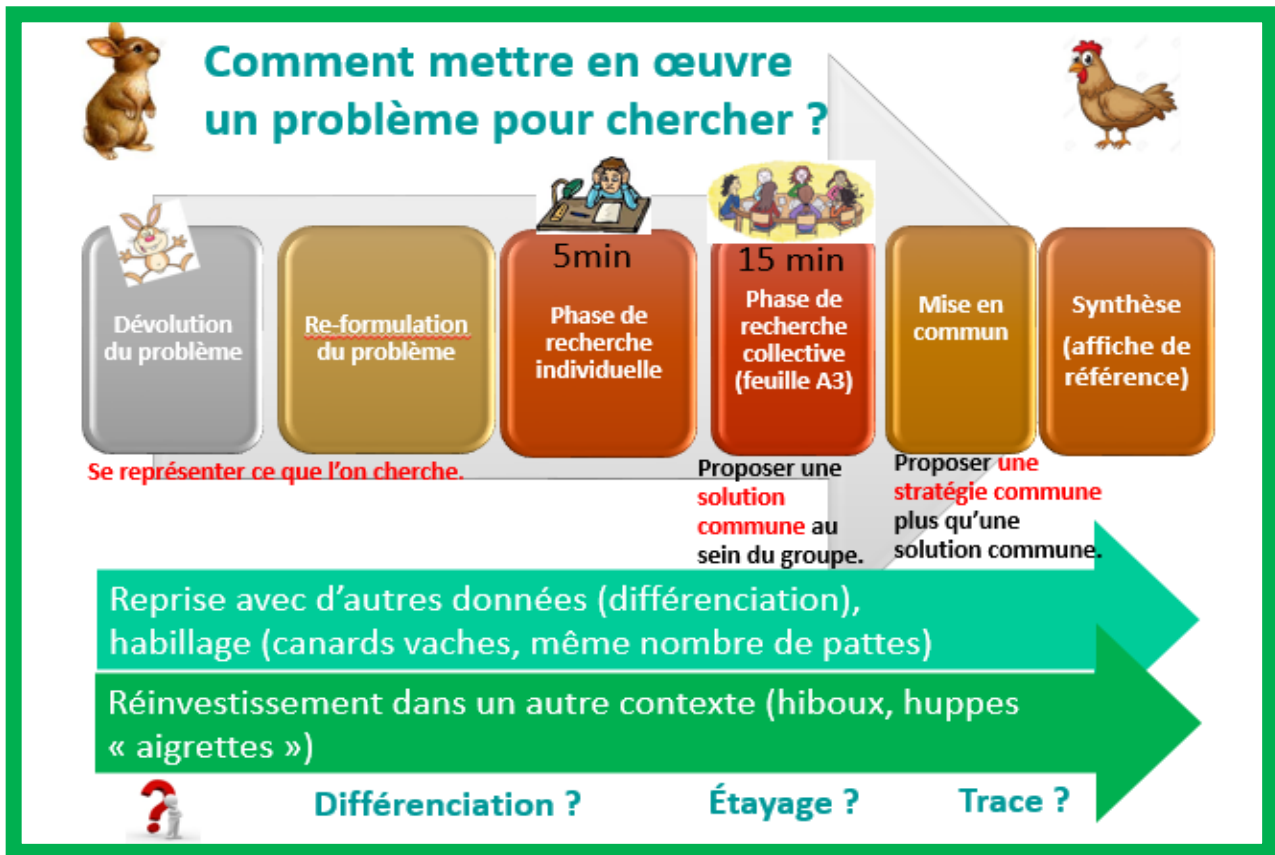 Comment mettre en œuvre
un problème pour chercher ?
Dévolution
du problème
Re-formulation
du problème
5min
Phase de
recherche
individuelle
15 min
Phase de
recherche
collective
(feuille A3)
Mise en
commun
Synthèse
(affiche de
référence)
Se représenter ce que l'on cherche.
Proposer une
solution
commune au
sein du groupe.
Proposer une
stratégie commune
plus qu'une
solution commune.
Reprise avec d'autres données (différenciation),
habillage (canards vaches, même nombre de pattes)
Réinvestissement dans un autre contexte (hiboux, huppes
« aigrettes »)
Différenciation ?
Étayage ?
Trace ?